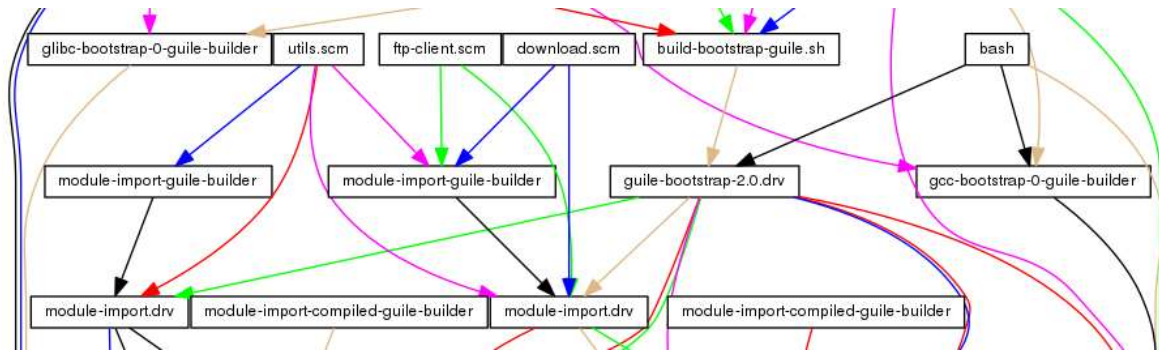 glibc-bootstrap-0-guile-builder utils.scm ftp-client.scm download.scm build-bootstrap-guile.sh bash
module-import-guile-builder module-import-guile-builder guile-bootstrap-2.0.drv gcc-bootstrap-0-guile-builder
module-import.drv module-import-compiled-guile-builder module-import.drv module-import-compiled-guile-builder